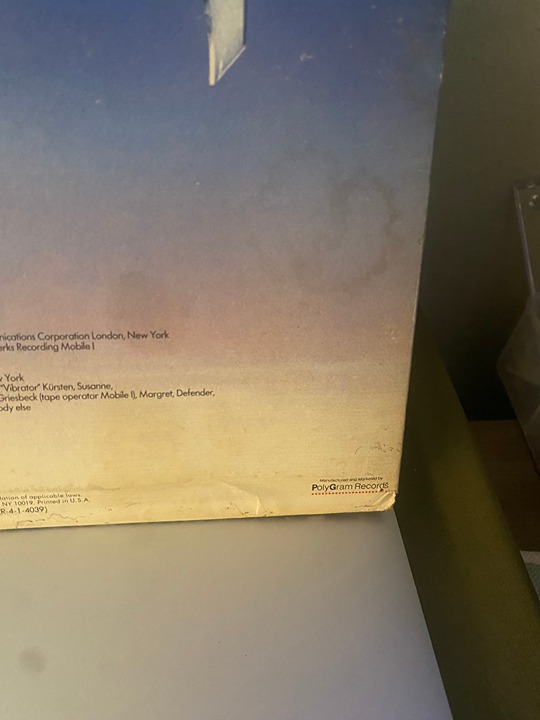 nications Corporation London, New York
erks Recording Mobile I
York
"Vibrator" Kürsten, Susanne,
Griesbeck (tape operator Mobile I), Margret, Defender,
ody else
lation of applicable laws.
NY 10019. Printed in U.S.A.
R-4-1-4039)
Manufactured and Marketed by
PolyGram Records